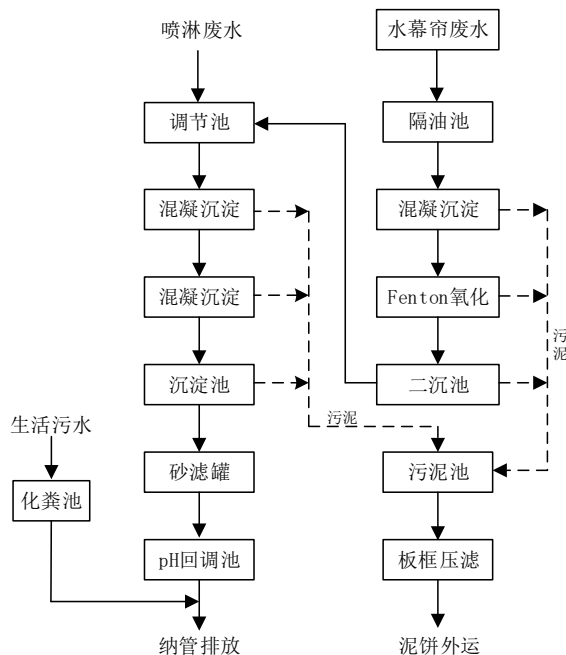 喷淋废水
水幕帘废水
调节池
隔油池
混凝沉淀
混凝沉淀
混凝沉淀
Fenton氧化
污泥
沉淀池
二沉池
生活污水
污泥
化粪池
砂滤罐
污泥池
pH回调池
板框压滤
纳管排放
泥饼外运